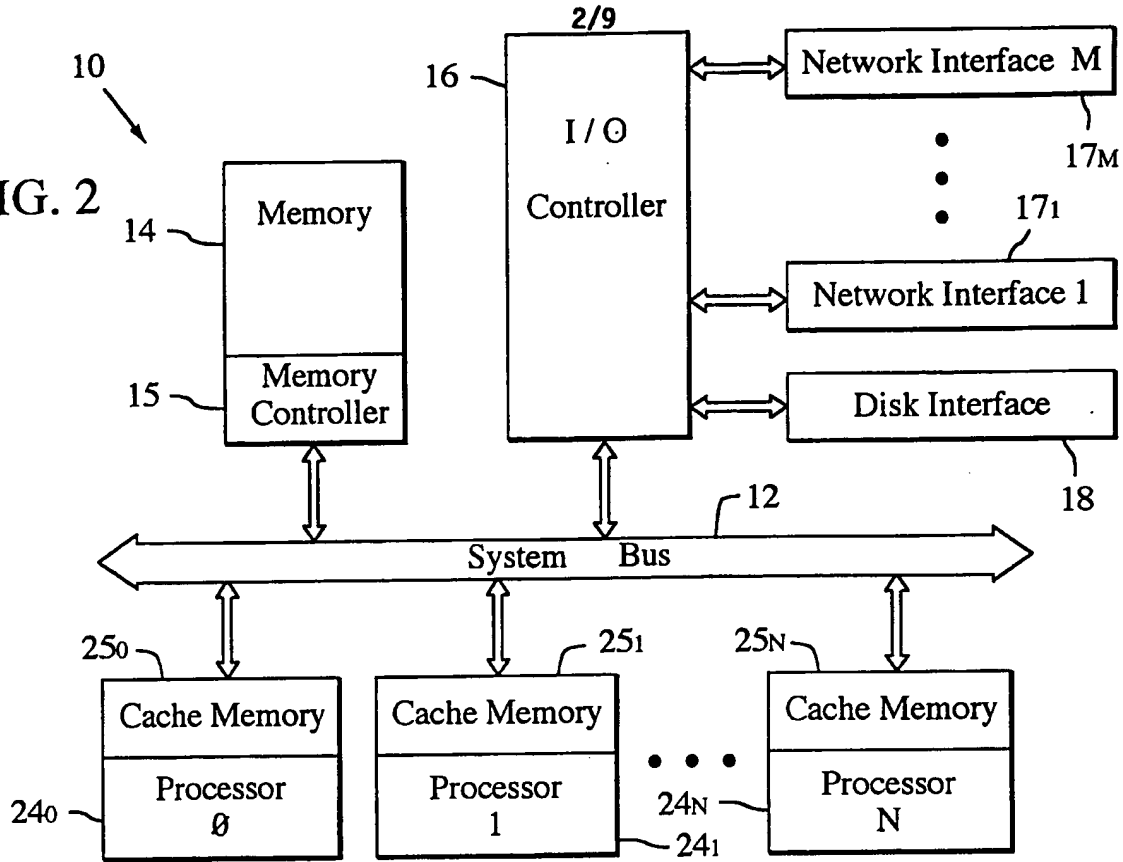 2/9
10
16
Network Interface M
17M
IG. 2
14
Memory
I / O
Controller
171
Network Interface 1
15
Memory
Controller
Disk Interface
18
12
System Bus
250
251
25N
Cache Memory
Cache Memory
Cache Memory
240
Processor
0
Processor
1
241
24N
Processor
N